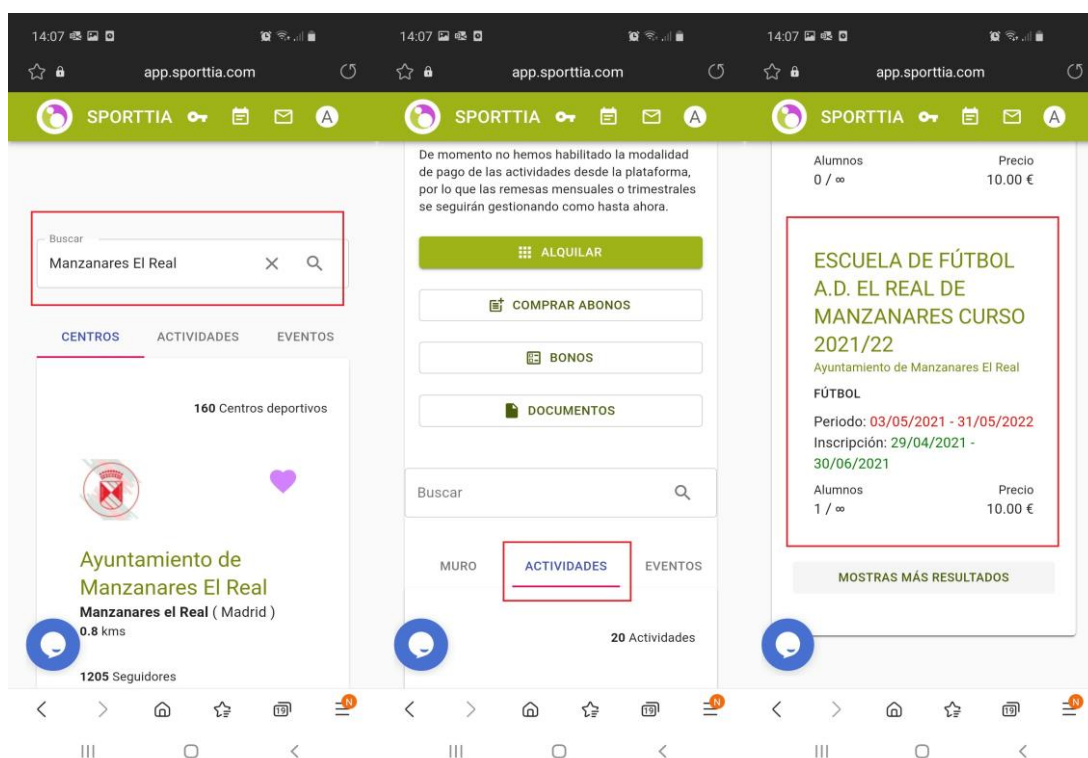 14:07
app.sporttia.com
SPORTTIA
A
Buscar
Manzanares El Real
CENTROS
ACTIVIDADES
EVENTOS
160 Centros deportivos
Ayuntamiento de
Manzanares El Real
Manzanares el Real ( Madrid )
0.8 kms
1205 Seguidores
19
N
14:07
app.sporttia.com
SPORTTIA
A
De momento no hemos habilitado la modalidad
de pago de las actividades desde la plataforma,
por lo que las remesas mensuales o trimestrales
se seguirán gestionando como hasta ahora.
ALQUILAR
COMPRAR ABONOS
BONOS
DOCUMENTOS
Buscar
MURO
ACTIVIDADES
EVENTOS
20 Actividades
19
N
14:07
app.sporttia.com
SPORTTIA
A
Alumnos Precio
0 / ∞ 10.00 €
ESCUELA DE FÚTBOL
A.D. EL REAL DE
MANZANARES CURSO
2021/22
Ayuntamiento de Manzanares El Real
FÚTBOL
Periodo: 03/05/2021 - 31/05/2022
Inscripción: 29/04/2021 -
30/06/2021
Alumnos Precio
1 / ∞ 10.00 €
MOSTRAS MÁS RESULTADOS
19
N